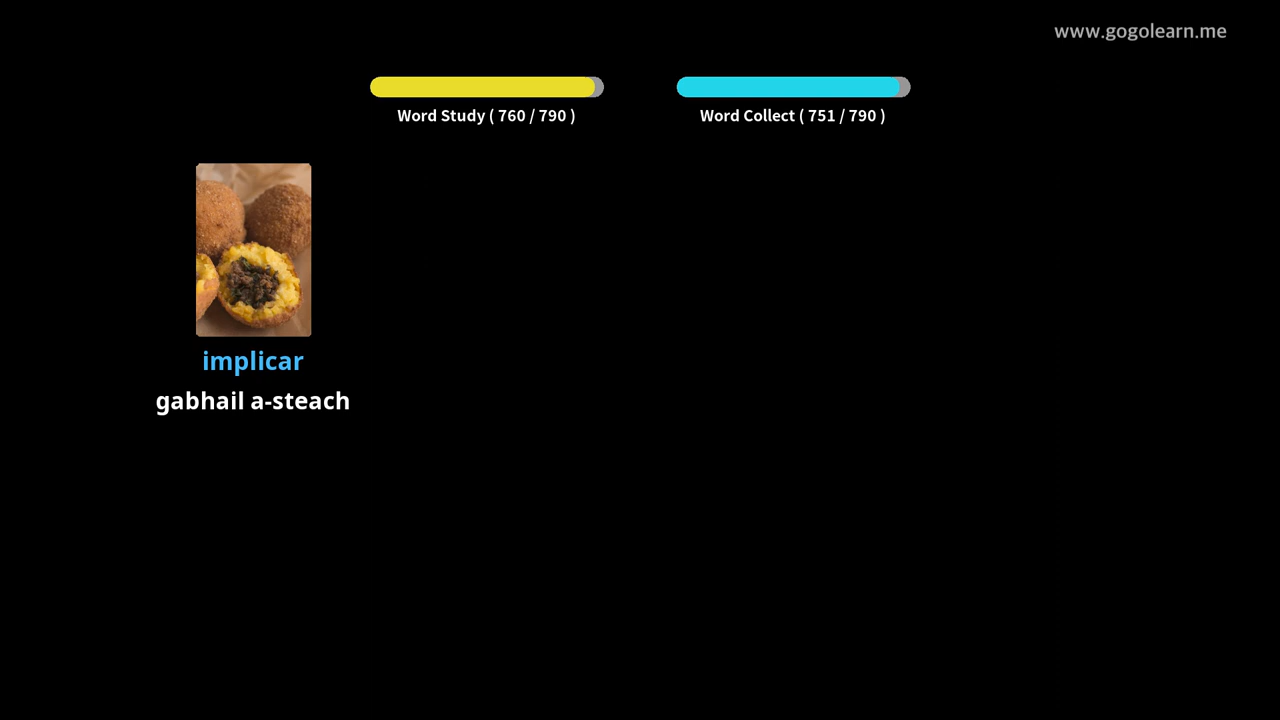 www.gogolearn.me
Word Study ( 760 / 790 )
Word Collect ( 751 / 790 )
implicar
gabhail a-steach